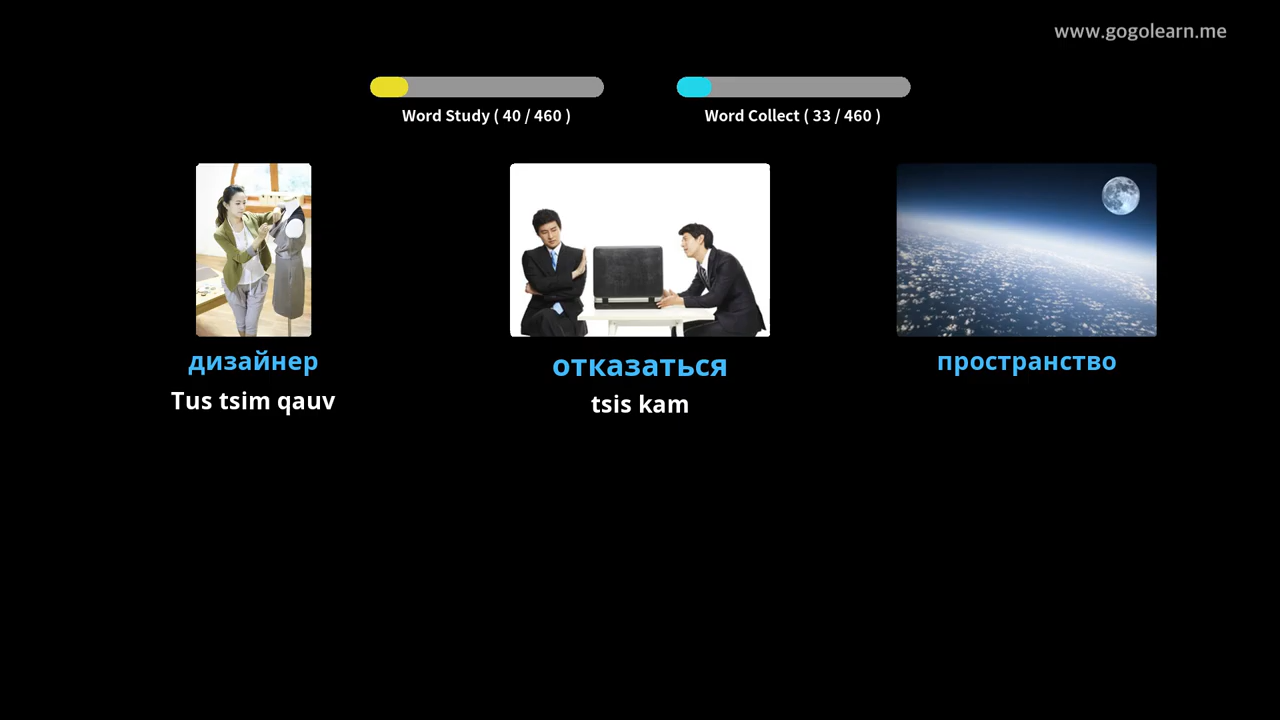 www.gogolearn.me
Word Study ( 40 / 460 )
Word Collect ( 33 / 460 )
дизайнер
Tus tsim qauv
отказаться
tsis kam
пространство